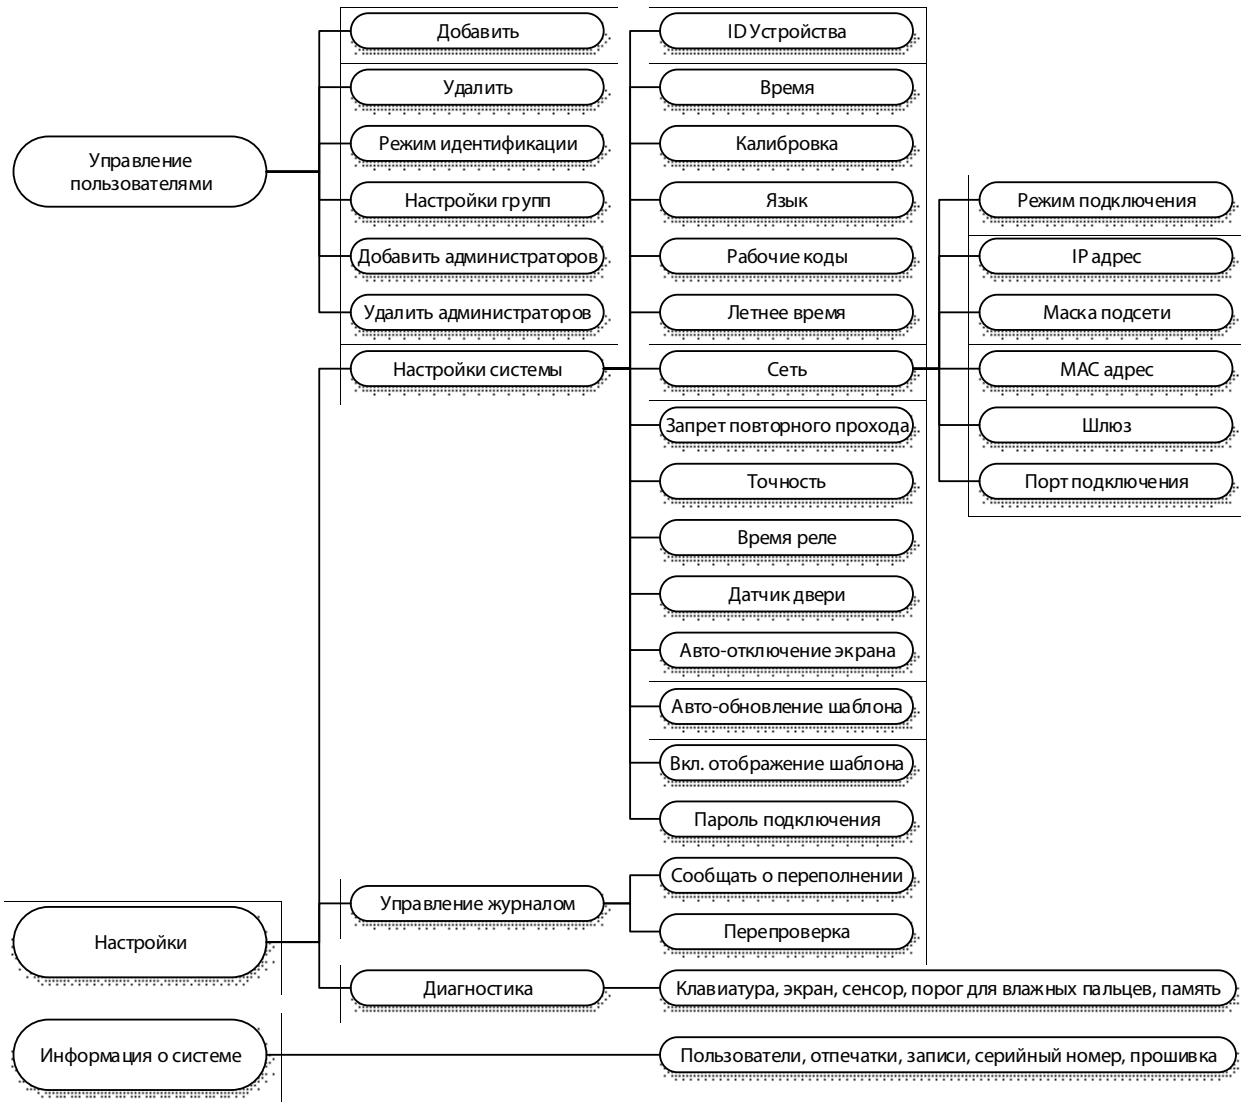 Управление
пользователями
Добавить
Удалить
Режим идентификации
Настройки групп
Добавить администраторов
Удалить администраторов
Настройки
Настройки системы
ID Устройства
Время
Калибровка
Язык
Рабочие коды
Летнее время
Сеть
Режим подключения
IP адрес
Маска подсети
MAC адрес
Шлюз
Порт подключения
Запрет повторного прохода
Точность
Время реле
Датчик двери
Авто-отключение экрана
Авто-обновление шаблона
Вкл. отображение шаблона
Пароль подключения
Управление журналом
Сообщать о переполнении
Перепроверка
Диагностика
Клавиатура, экран, сенсор, порог для влажных пальцев, память
Информация о системе
Пользователи, отпечатки, записи, серийный номер, прошивка